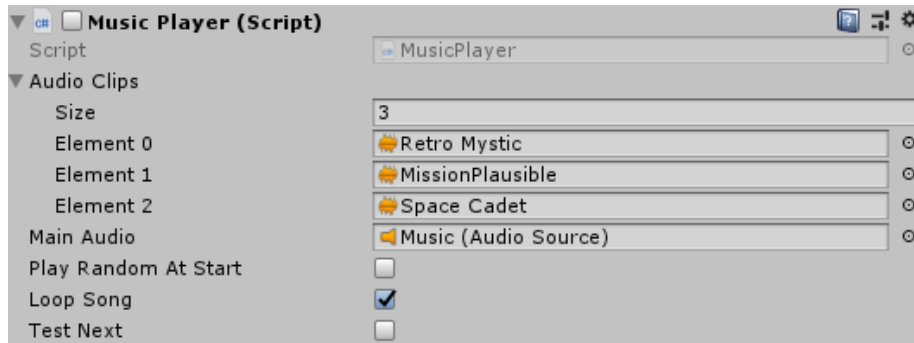 Music Player (Script)
Script MusicPlayer
Audio Clips
Size 3
Element 0 Retro Mystic
Element 1 MissionPlausible
Element 2 Space Cadet
Main Audio Music (Audio Source)
Play Random At Start
Loop Song
Test Next